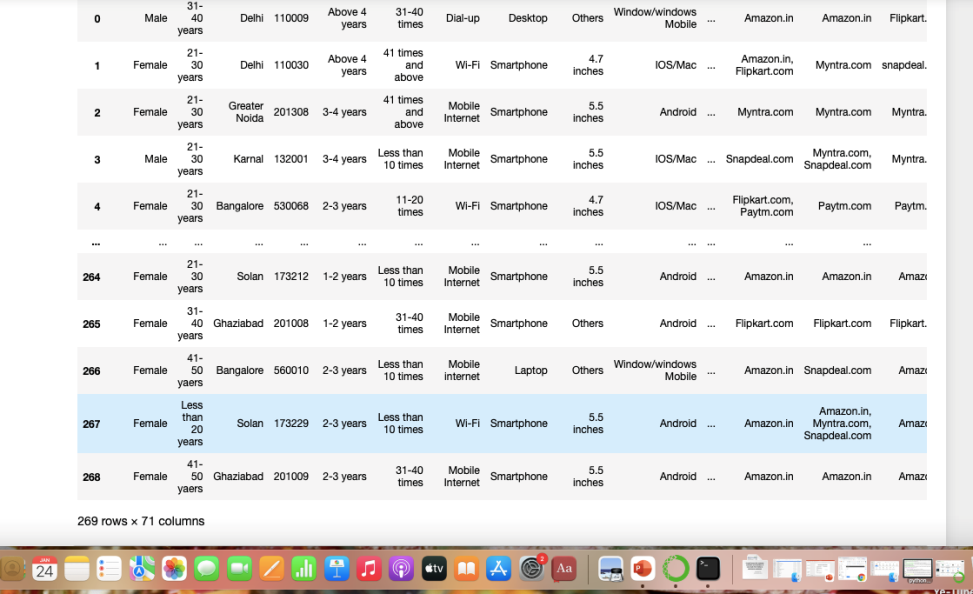 0 Male 31-40 years Delhi 110009 Above 4 years 31-40 times Dial-up Desktop Others Window/windows Mobile ... Amazon.in Amazon.in Flipkart.
1 Female 21-30 years Delhi 110030 Above 4 years 41 times and above Wi-Fi Smartphone 4.7 inches IOS/Mac ... Amazon.in, Flipkart.com Myntra.com snapdeal.
2 Female 21-30 years Greater Noida 201308 3-4 years 41 times and above Mobile Internet Smartphone 5.5 inches Android ... Myntra.com Myntra.com Myntra.
3 Male 21-30 years Karnal 132001 3-4 years Less than 10 times Mobile Internet Smartphone 5.5 inches IOS/Mac ... Snapdeal.com Myntra.com, Snapdeal.com Myntra.
4 Female 21-30 years Bangalore 530068 2-3 years 11-20 times Wi-Fi Smartphone 4.7 inches IOS/Mac ... Flipkart.com, Paytm.com Paytm.com Paytm.
... ... ... ... ... ... ... ... ... ... ... ... ... ...
264 Female 21-30 years Solan 173212 1-2 years Less than 10 times Mobile Internet Smartphone 5.5 inches Android ... Amazon.in Amazon.in Amaz
265 Female 31-40 years Ghaziabad 201008 1-2 years 31-40 times Mobile Internet Smartphone Others Android ... Flipkart.com Flipkart.com Flipkart.
266 Female 41-50 yaers Bangalore 560010 2-3 years Less than 10 times Mobile internet Laptop Others Window/windows Mobile ... Amazon.in Snapdeal.com Amaz
267 Female Less than 20 years Solan 173229 2-3 years Less than 10 times Wi-Fi Smartphone 5.5 inches Android ... Amazon.in Amazon.in, Myntra.com, Snapdeal.com Amaz
268 Female 41-50 yaers Ghaziabad 201009 2-3 years 31-40 times Mobile Internet Smartphone 5.5 inches Android ... Amazon.in Amazon.in Amaz
269 rows × 71 columns
JAN
24
tv
2
Aa